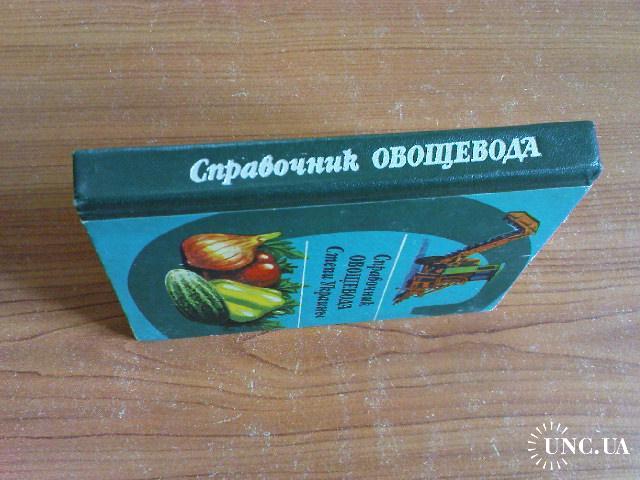 Справочник ОВОЩЕВОДА
Справочник
ОВОЩЕВОДА
Степи Украины
UNC.UA